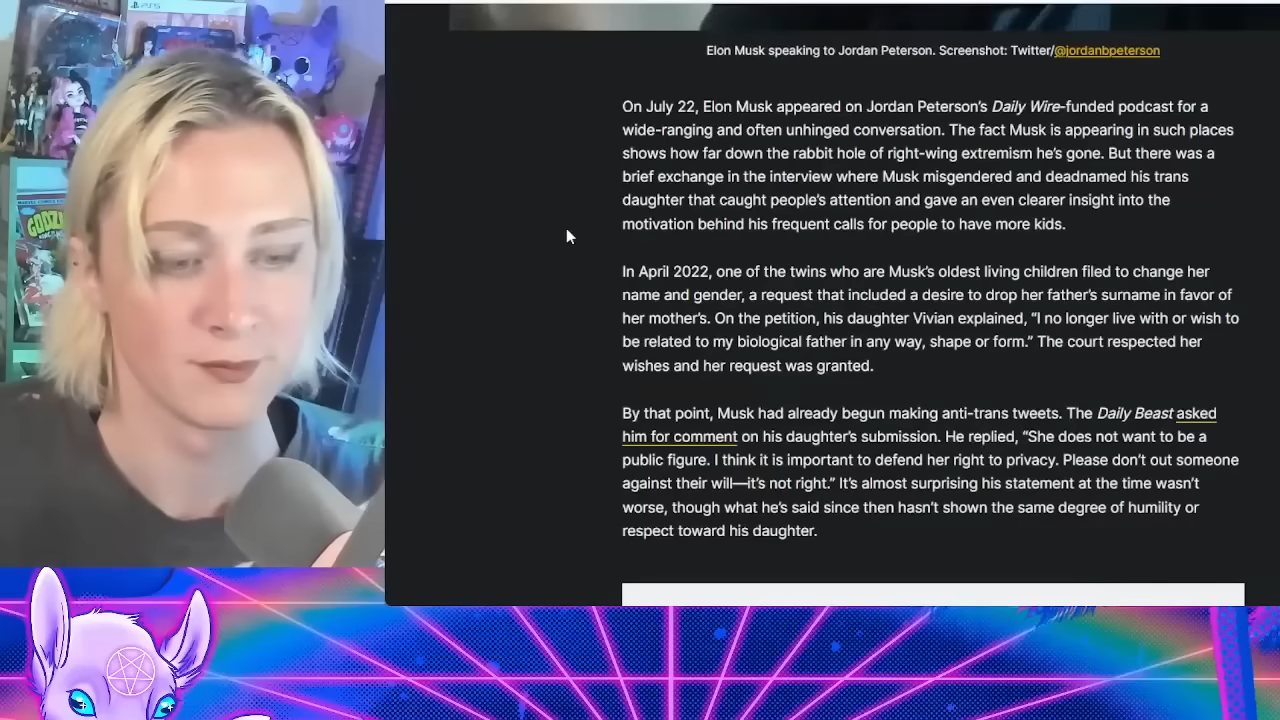 PS5
GODZ
Elon Musk speaking to Jordan Peterson. Screenshot: Twitter/@jordanbpeterson
On July 22, Elon Musk appeared on Jordan Peterson's Daily Wire-funded podcast for a
wide-ranging and often unhinged conversation. The fact Musk is appearing in such places
shows how far down the rabbit hole of right-wing extremism he's gone. But there was a
brief exchange in the interview where Musk misgendered and deadnamed his trans
daughter that caught people's attention and gave an even clearer insight into the
motivation behind his frequent calls for people to have more kids.
In April 2022, one of the twins who are Musk's oldest living children filed to change her
name and gender, a request that included a desire to drop her father's surname in favor of
her mother's. On the petition, his daughter Vivian explained, “I no longer live with or wish to
be related to my biological father in any way, shape or form.” The court respected her
wishes and her request was granted.
By that point, Musk had already begun making anti-trans tweets. The Daily Beast asked
him for comment on his daughter's submission. He replied, “She does not want to be a
public figure. I think it is important to defend her right to privacy. Please don't out someone
against their will—it's not right.” It's almost surprising his statement at the time wasn't
worse, though what he's said since then hasn't shown the same degree of humility or
respect toward his daughter.